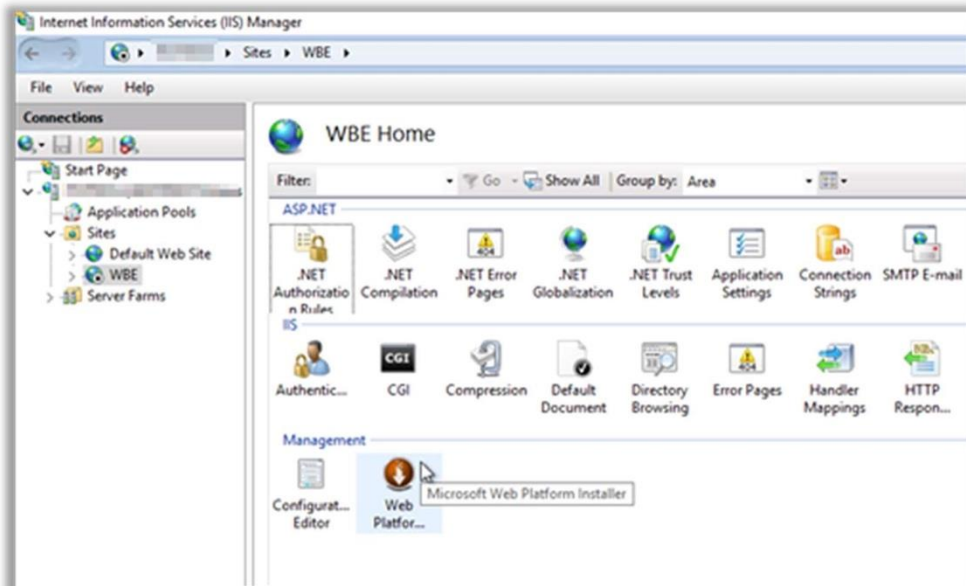 Internet Information Services (IIS) Manager
Sites WBE
File View Help
Connections
Start Page
Application Pools
Sites
Default Web Site
WBE
Server Farms
WBE Home
Filter: Go Show All Group by: Area
ASP.NET
.NET Authorizatio n Rules
.NET Compilation
.NET Error Pages
.NET Globalization
.NET Trust Levels
Application Settings
Connection Strings
SMTP E-mail
IIS
Authentic...
CGI
Compression
Default Document
Directory Browsing
Error Pages
Handler Mappings
HTTP Respon...
Management
Configurat... Editor
Web Platfor...
Microsoft Web Platform Installer